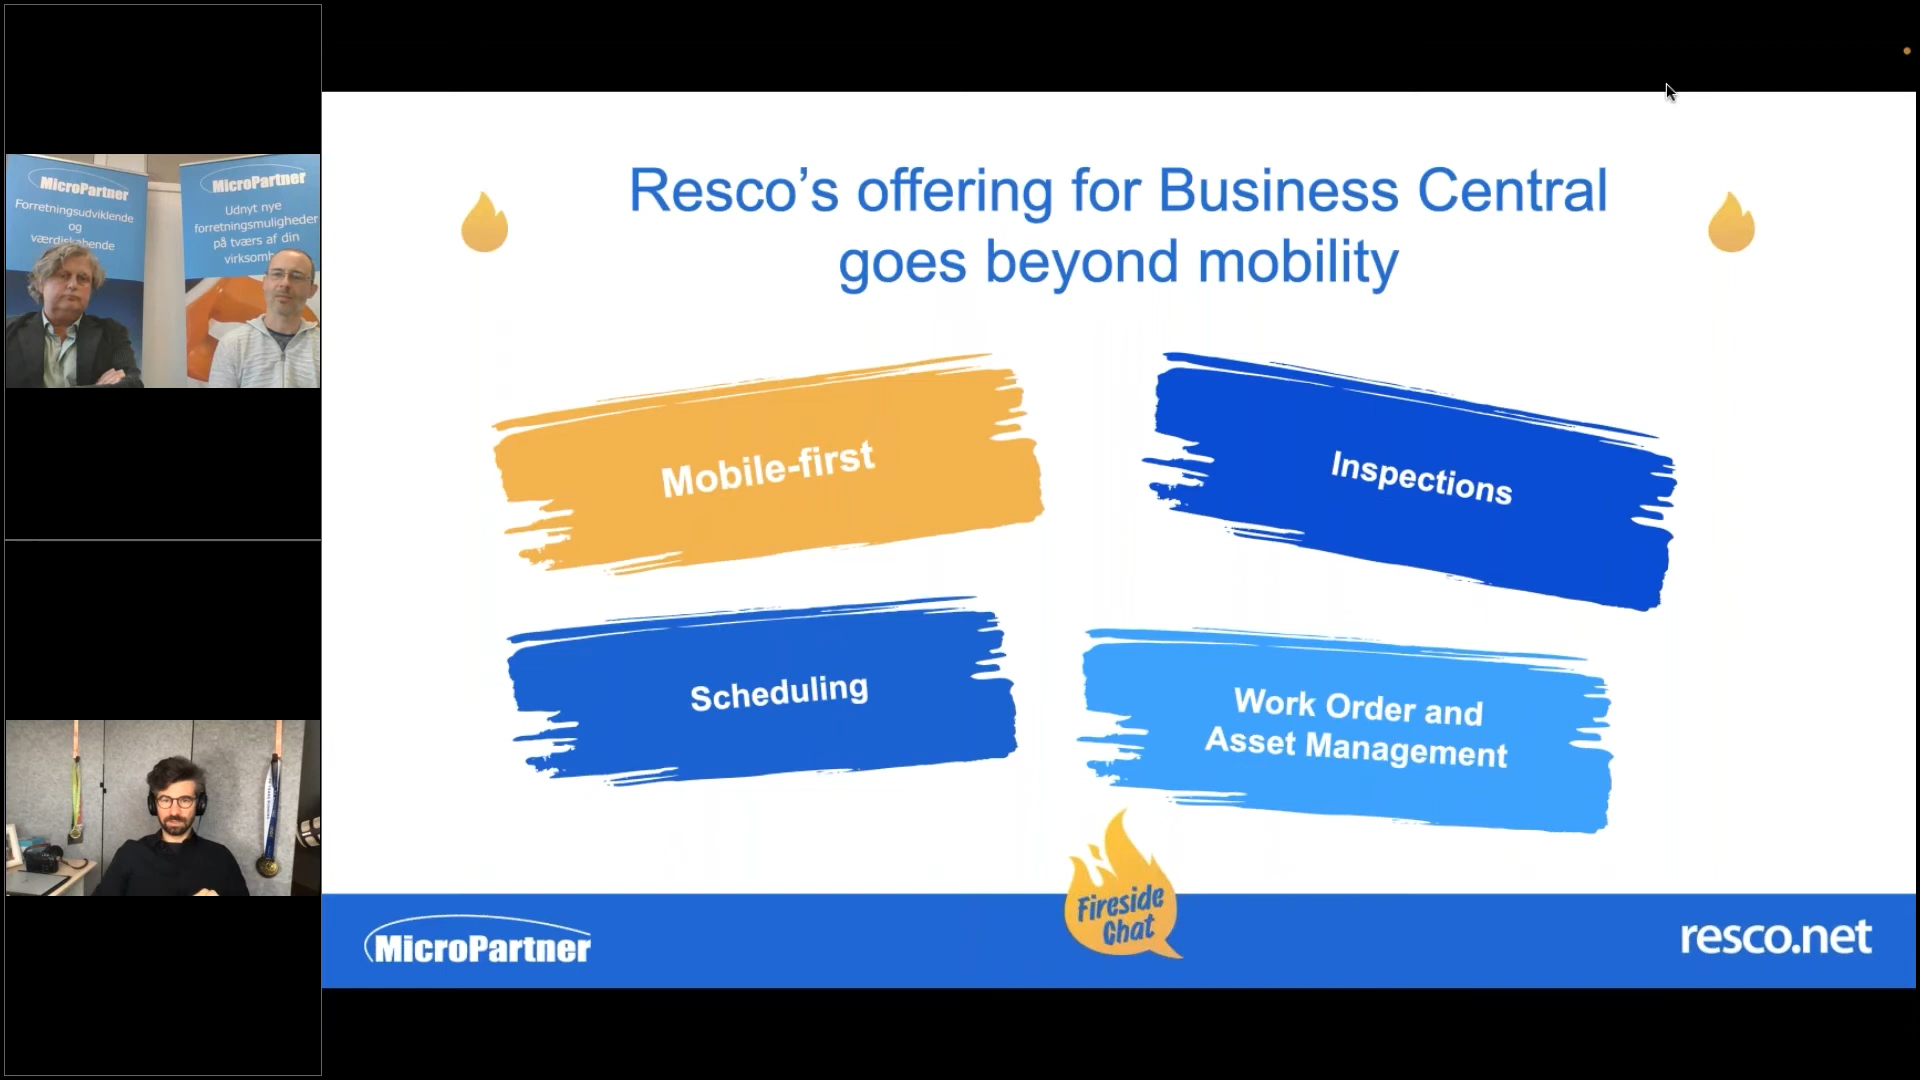 MicroPartner
Forretningsudviklende
og
værdiskabende
MicroPartner
Udnyt nye
forretningsmuligheder
på tværs af din
Resco’s offering for Business Central
goes beyond mobility
Mobile-first
Inspections
Scheduling
Work Order and
Asset Management
MicroPartner
Fireside
Chat
resco.net